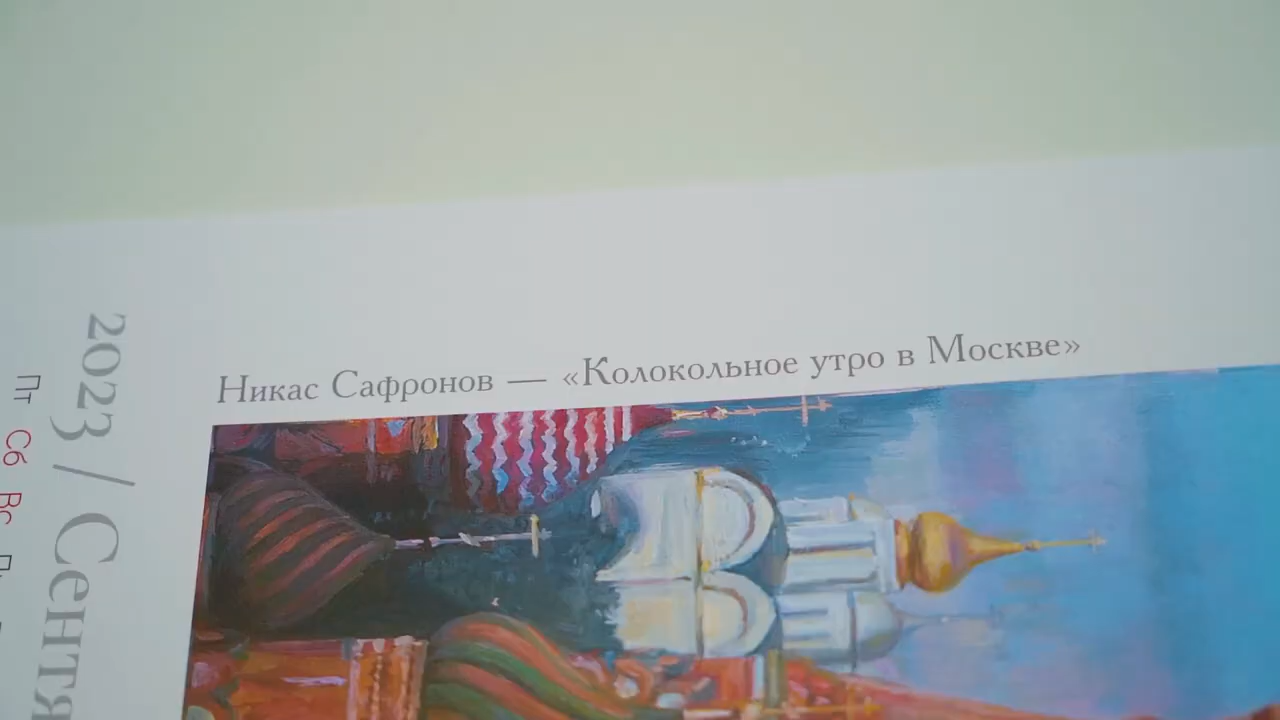 Никас Сафронов — «Колокольное утро в Москве»
2023 / Сентя
Пт Сб Вс